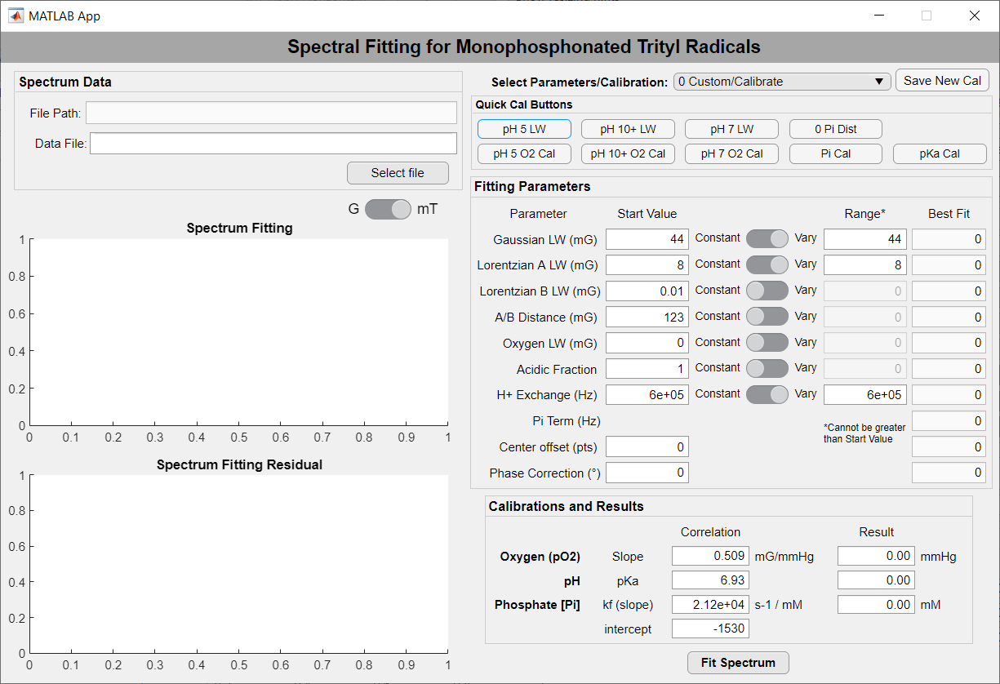 MATLAB App
Spectral Fitting for Monophosphonated Trityl Radicals
Spectrum Data
File Path:
Data File:
Select file
G mT
Spectrum Fitting
1
0.8
0.6
0.4
0.2
0
0 0.1 0.2 0.3 0.4 0.5 0.6 0.7 0.8 0.9 1
Spectrum Fitting Residual
1
0.8
0.6
0.4
0.2
0
0 0.1 0.2 0.3 0.4 0.5 0.6 0.7 0.8 0.9 1
Select Parameters/Calibration: 0 Custom/Calibrate Save New Cal
Quick Cal Buttons
pH 5 LW pH 10+ LW pH 7 LW 0 Pi Dist
pH 5 O2 Cal pH 10+ O2 Cal pH 7 O2 Cal Pi Cal pKa Cal
Fitting Parameters
Parameter Start Value Range* Best Fit
Gaussian LW (mG) 44 Constant Vary 44 0
Lorentzian A LW (mG) 8 Constant Vary 8 0
Lorentzian B LW (mG) 0.01 Constant Vary 0 0
A/B Distance (mG) 123 Constant Vary 0 0
Oxygen LW (mG) 0 Constant Vary 0 0
Acidic Fraction 1 Constant Vary 0 0
H+ Exchange (Hz) 6e+05 Constant Vary 6e+05 0
Pi Term (Hz) 0
*Cannot be greater
than Start Value
Center offset (pts) 0 0
Phase Correction (°) 0 0
Calibrations and Results
Correlation Result
Oxygen (pO2) Slope 0.509 mG/mmHg 0.00 mmHg
pH pKa 6.93 0.00
Phosphate [Pi] kf (slope) 2.12e+04 s-1 / mM 0.00 mM
intercept -1530
Fit Spectrum